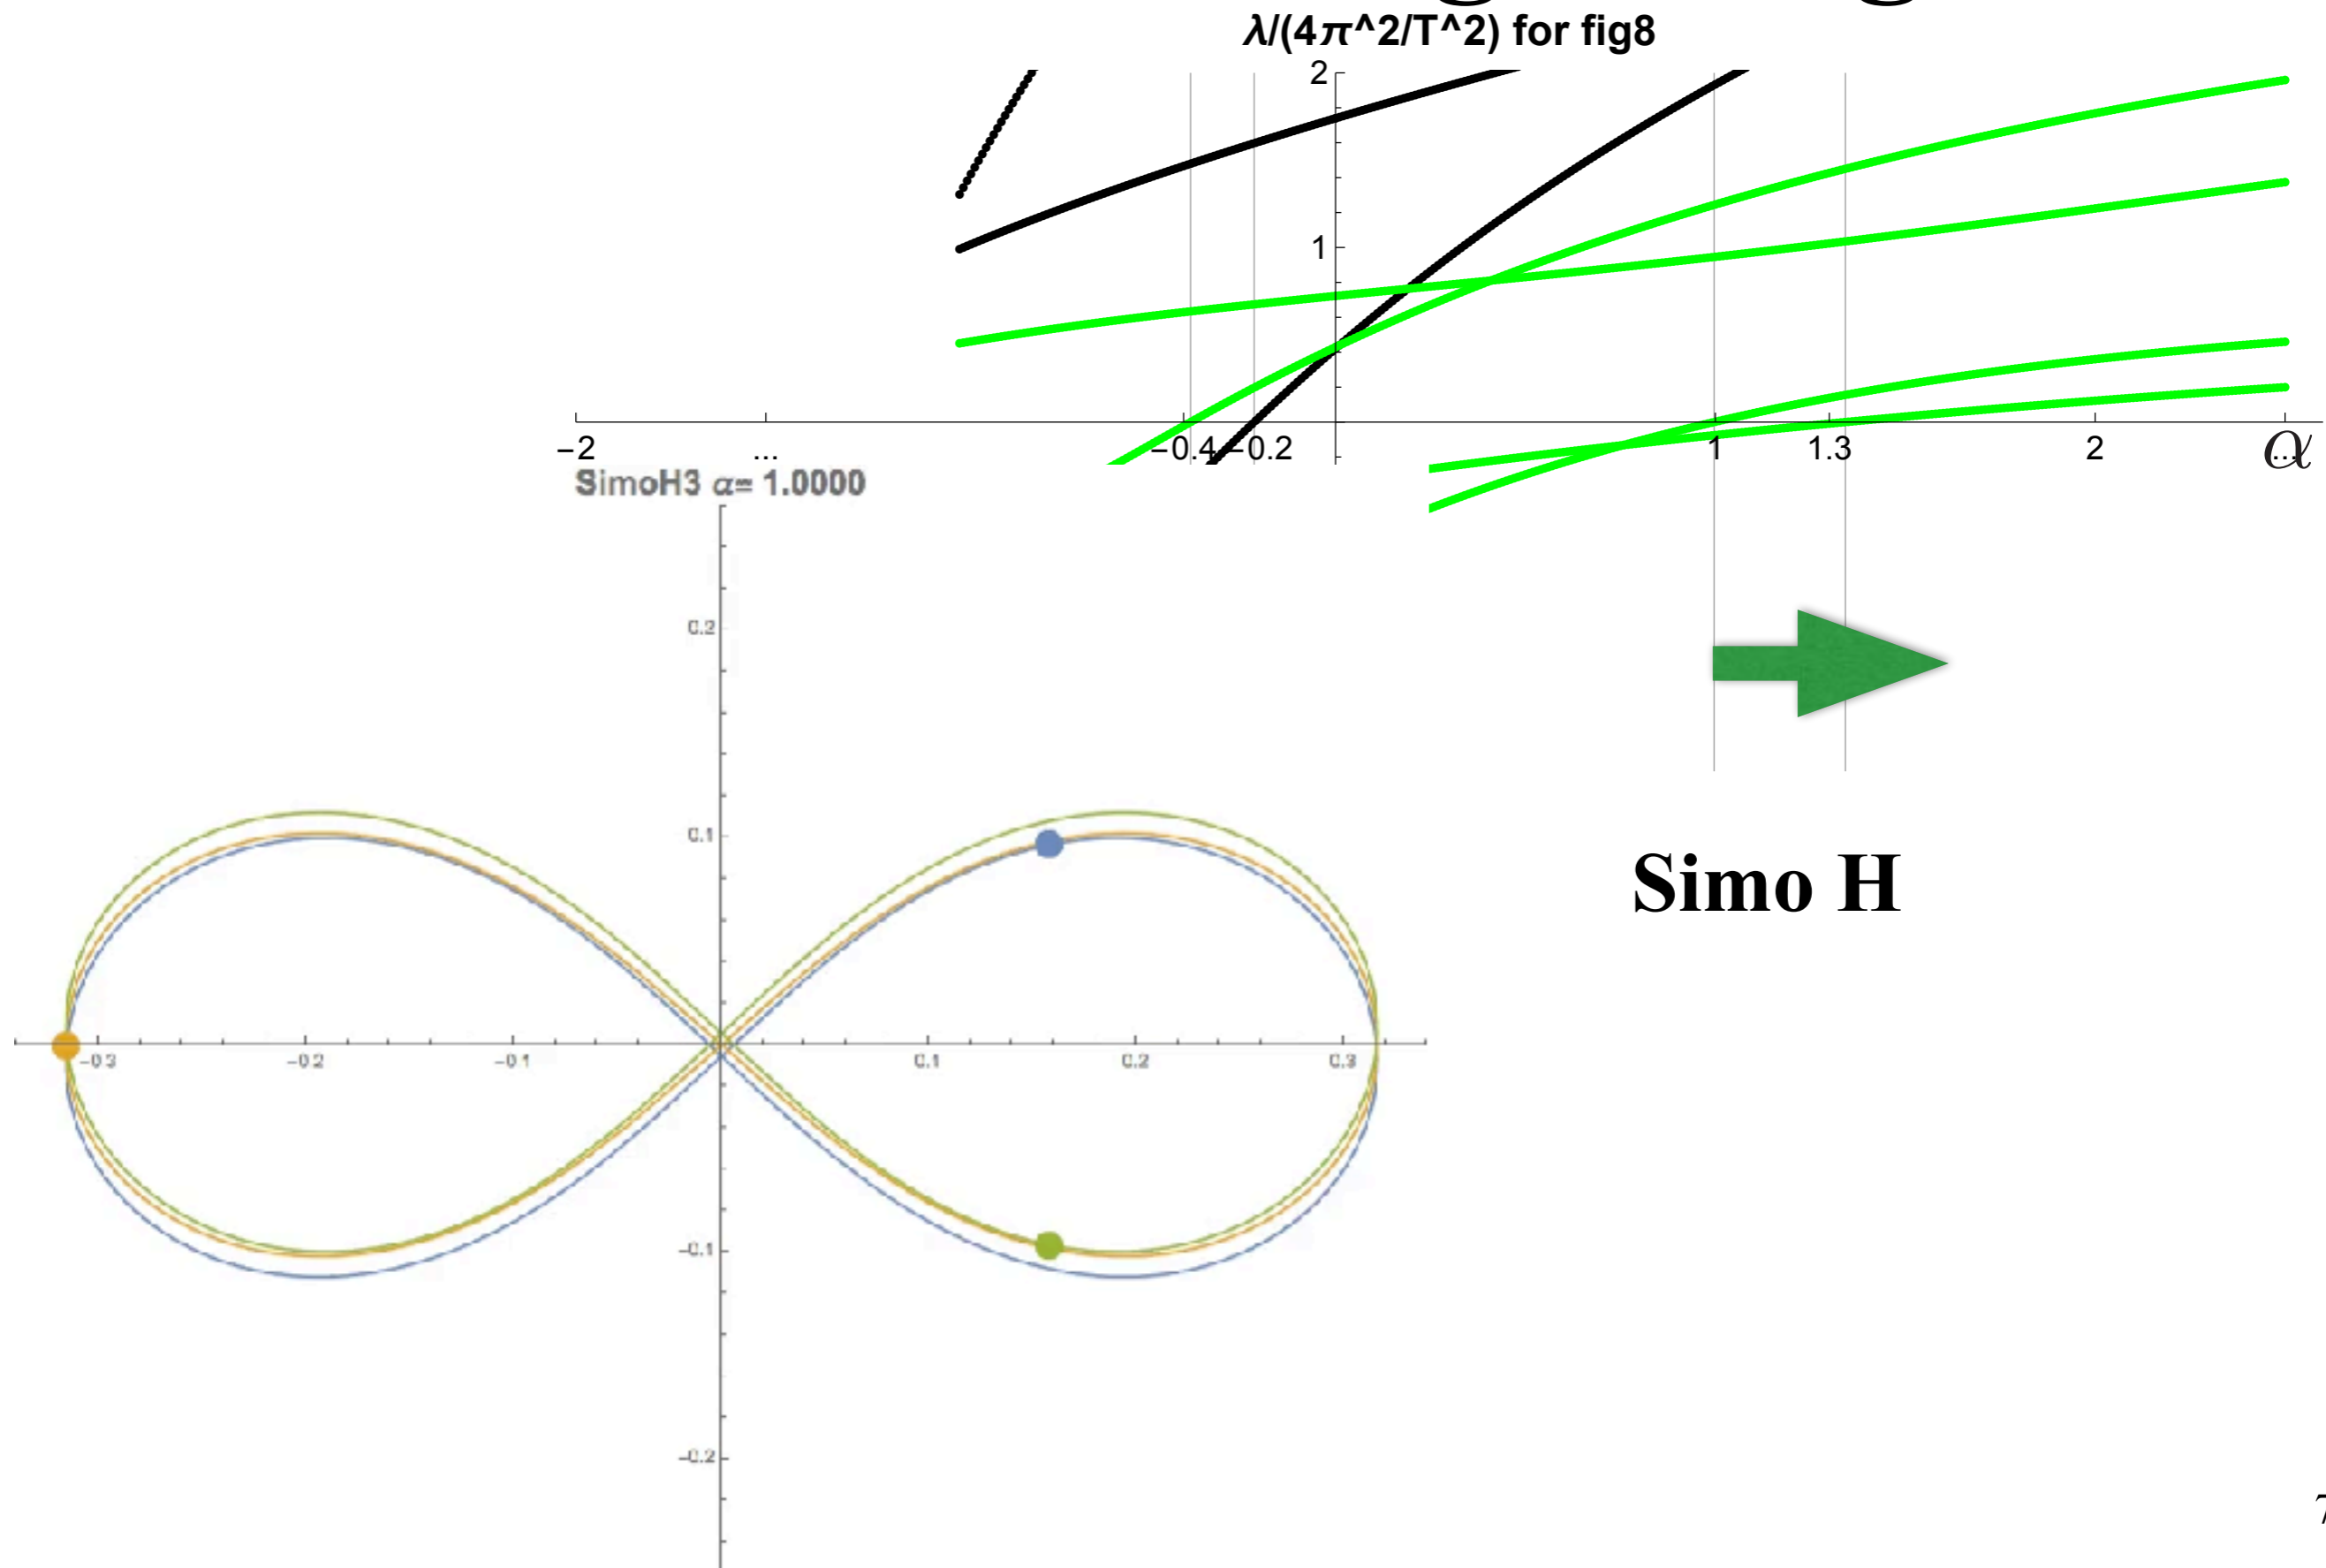 λ/(4π^2/T^2) for fig8
2
1
−2 ... −0.4 −0.2 1 1.3 2 ...
α
SimoH3 α= 1.0000
0.2
0.1
−0.3 −0.2 −0.1 0.1 0.2 0.3
Simo H
−0.1
−0.2
7